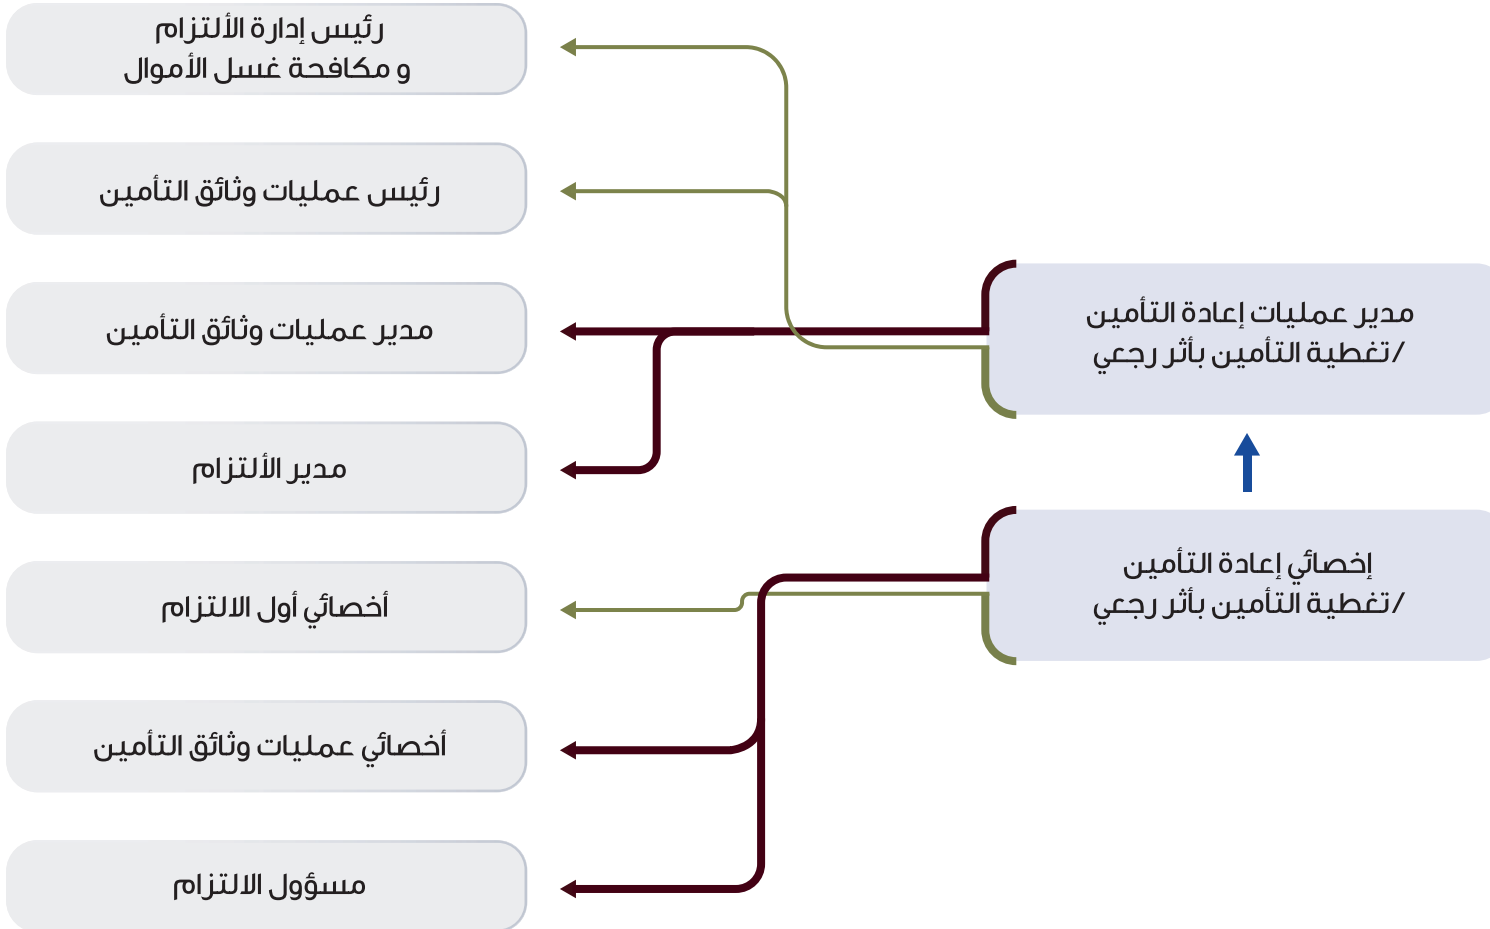 مدير عمليات إعادة التأمين
/تغطية التأمين بأثر رجعي
إخصائي إعادة التأمين
/تغطية التأمين بأثر رجعي
رئيس إدارة الألتزام
و مكافحة غسل الأموال
رئيس عمليات وثائق التأمين
مدير عمليات وثائق التأمين
مدير الألتزام
أخصائي أول الالتزام
أخصائي عمليات وثائق التأمين
مسؤول الالتزام